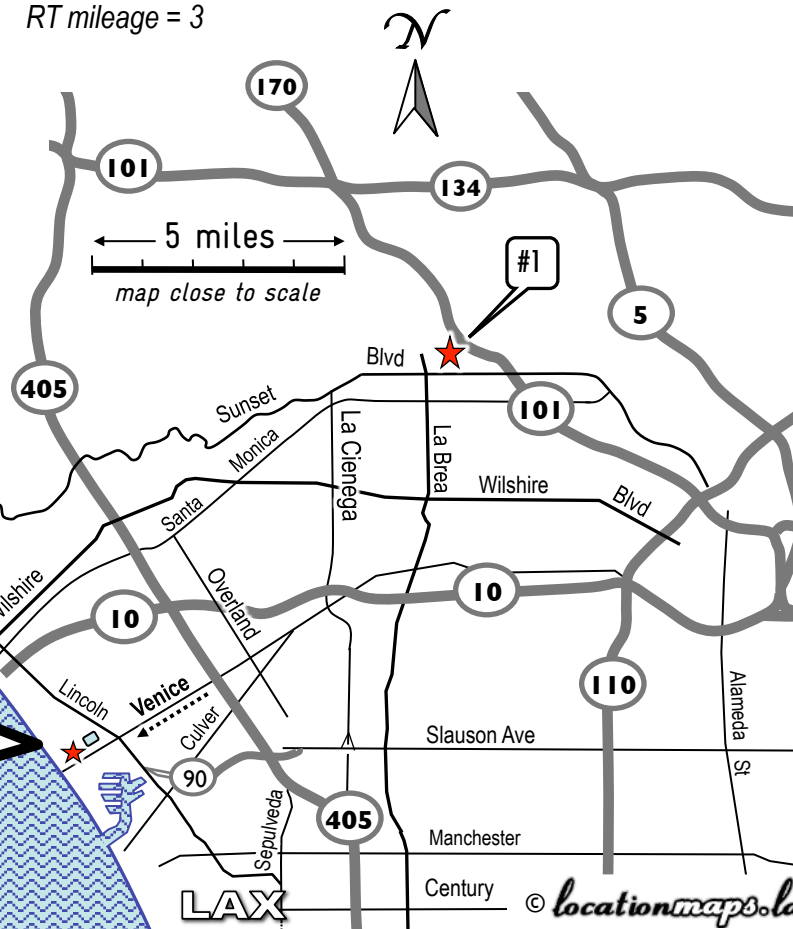 RT mileage = 3
N
170
101
134
5 miles
#1
map close to scale
5
Blvd
405
Sunset
101
La Cienega
La Brea
Monica
Wilshire
Blvd
Santa
Overland
10
10
Lincoln
Venice
110
Alameda
St
Culver
Slauson Ave
90
Sepulveda
405
Manchester
Century
LAX
© locationmaps.